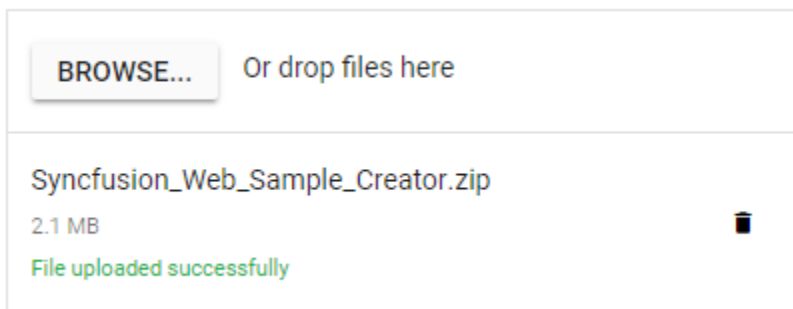 BROWSE... Or drop files here
Syncfusion_Web_Sample_Creator.zip
2.1 MB
File uploaded successfully